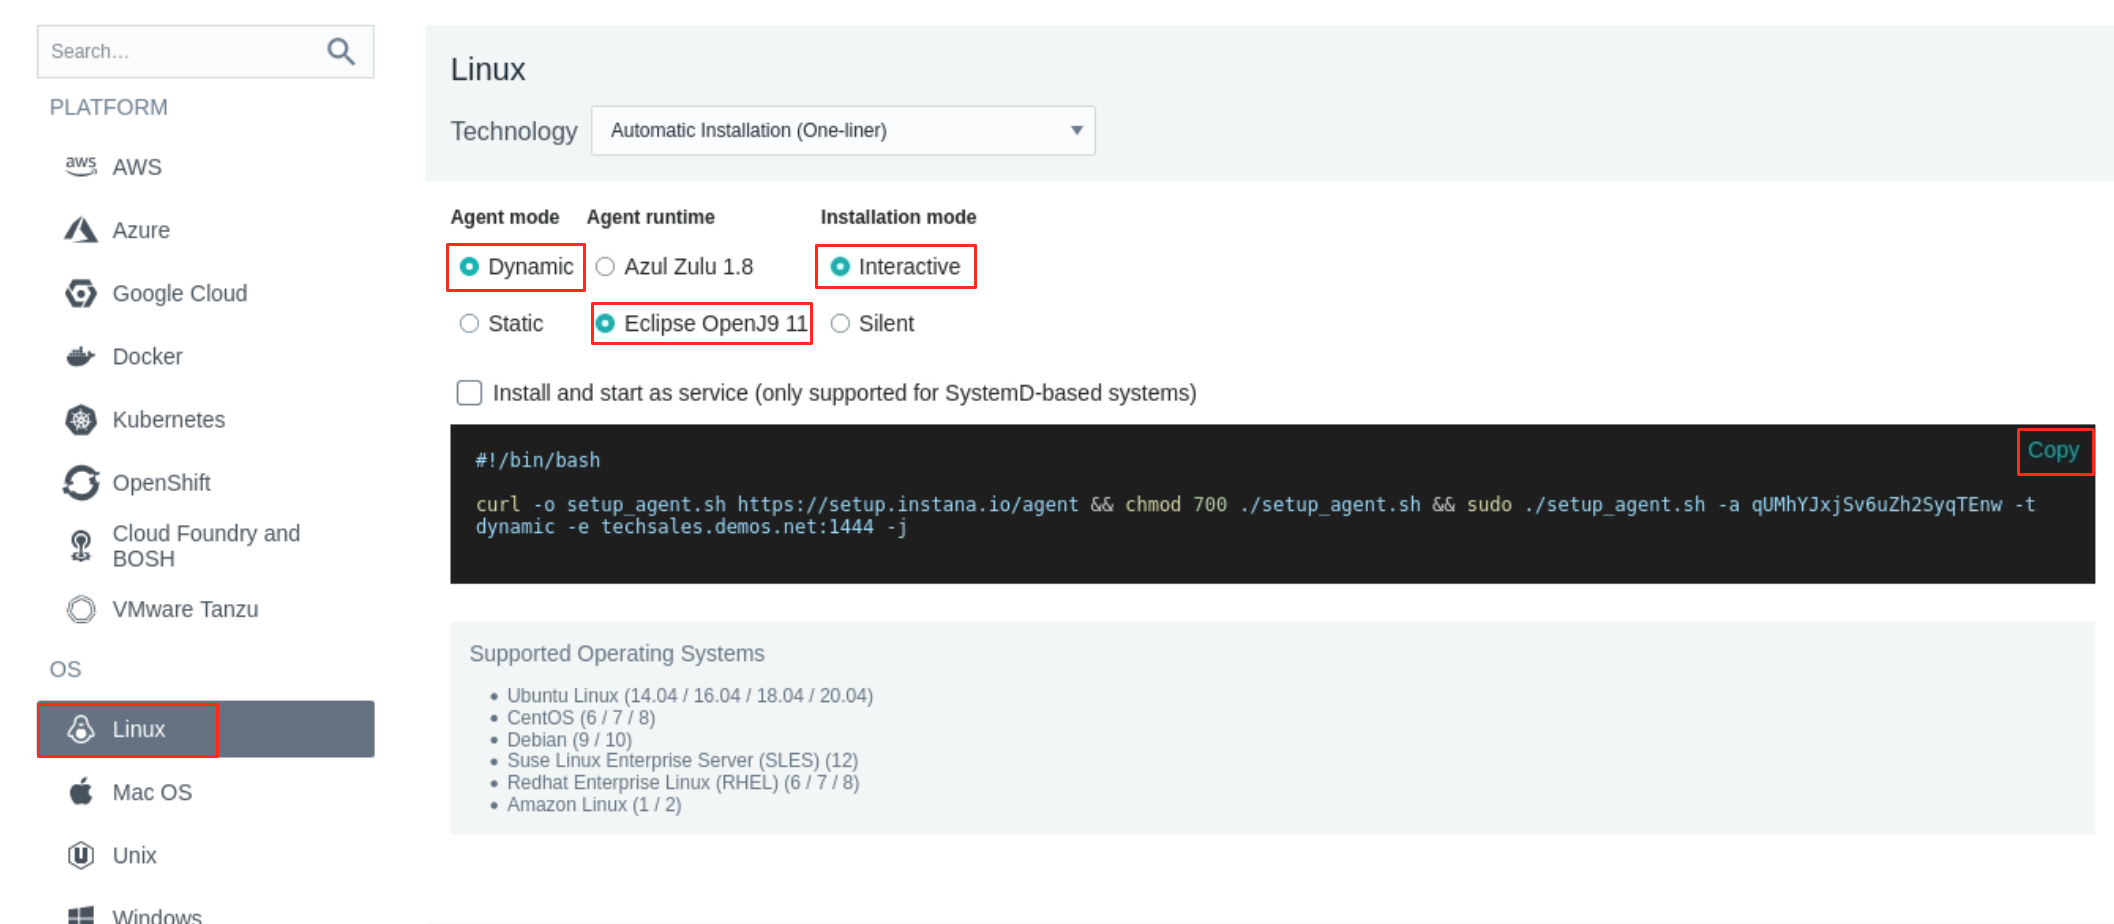 Search...
PLATFORM
aws AWS
Azure
Google Cloud
Docker
Kubernetes
OpenShift
Cloud Foundry and
BOSH
VMware Tanzu
OS
Linux
Mac OS
Unix
Windows
Linux
Technology Automatic Installation (One-liner)
Agent mode Agent runtime Installation mode
Dynamic Azul Zulu 1.8 Interactive
Static Eclipse OpenJ9 11 Silent
Install and start as service (only supported for SystemD-based systems)
Copy
#!/bin/bash
curl -o setup_agent.sh https://setup.instana.io/agent && chmod 700 ./setup_agent.sh && sudo ./setup_agent.sh -a qUMhYJxjSv6uZh2SyqTEnw -t
dynamic -e techsales.demos.net:1444 -j
Supported Operating Systems
• Ubuntu Linux (14.04 / 16.04 / 18.04 / 20.04)
• CentOS (6 / 7 / 8)
• Debian (9 / 10)
• Suse Linux Enterprise Server (SLES) (12)
• Redhat Enterprise Linux (RHEL) (6 / 7 / 8)
• Amazon Linux (1 / 2)